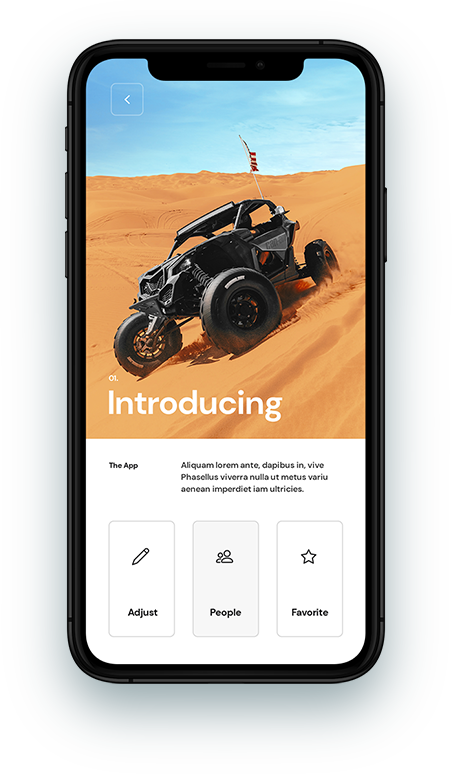 01.
Introducing
The App
Aliquam lorem ante, dapibus in, vive
Phasellus viverra nulla ut metus variu
aenean imperdiet iam ultricies.
Adjust
People
Favorite